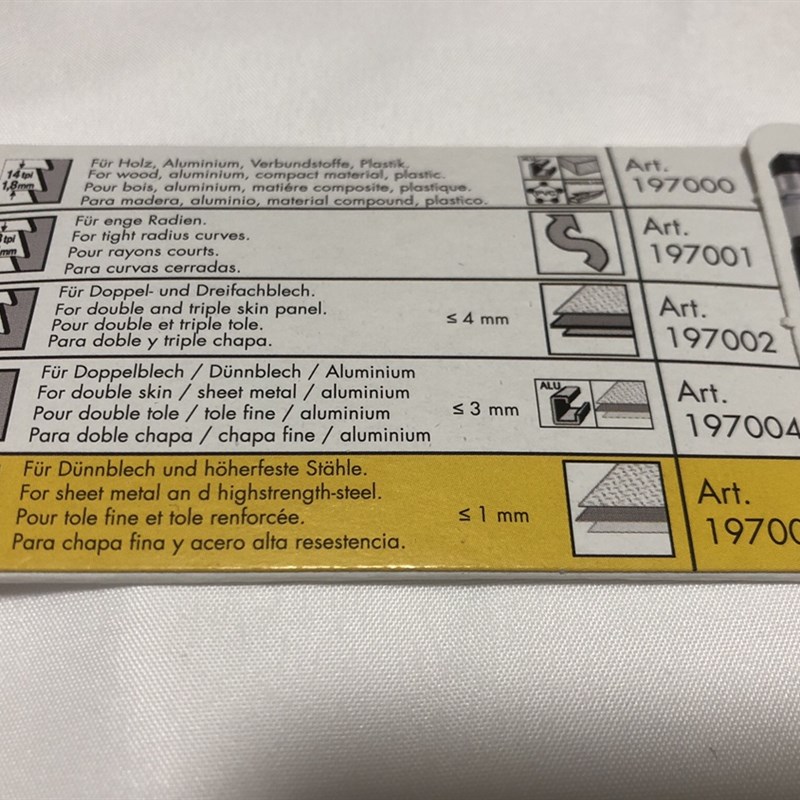 14 tpi
1,8mm
Für Holz, Aluminium, Verbundstoffe, Plastik.
For wood, aluminium, compact material, plastic.
Pour bois, aluminium, matiére composite, plastique.
Para madera, aluminio, material compound, plastico.
PVC
Art.
197000
tpi
mm
Für enge Radien.
For tight radius curves.
Pour rayons courts.
Para curvas cerradas.
Art.
197001
Für Doppel- und Dreifachblech.
For double and triple skin panel.
Pour double et triple tole.
Para doble y triple chapa.
≤ 4 mm
Art.
197002
Für Doppelblech / Dünnblech / Aluminium
For double skin / sheet metal / aluminium
Pour double tole / tole fine / aluminium
Para doble chapa / chapa fine / aluminium
≤ 3 mm
ALU
Art.
197004
Für Dünnblech und höherfeste Stähle.
For sheet metal an d highstrength-steel.
Pour tole fine et tole renforcée.
Para chapa fina y acero alta resestencia.
≤ 1 mm
Art.
19700